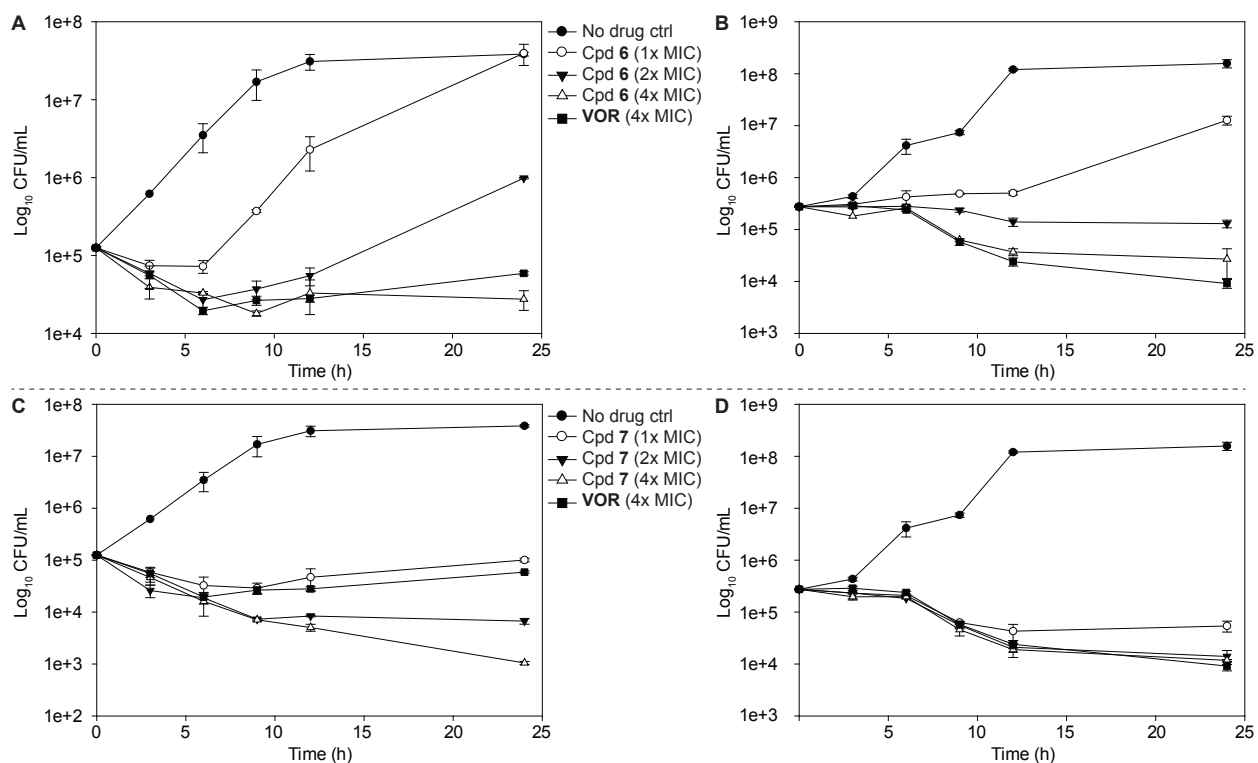 A
1e+8
1e+7
1e+6
1e+5
1e+4
Log10 CFU/mL
0 5 10 15 20 25
Time (h)
No drug ctrl
Cpd 6 (1x MIC)
Cpd 6 (2x MIC)
Cpd 6 (4x MIC)
VOR (4x MIC)
B
1e+9
1e+8
1e+7
1e+6
1e+5
1e+4
1e+3
Log10 CFU/mL
0 5 10 15 20 25
Time (h)
C
1e+8
1e+7
1e+6
1e+5
1e+4
1e+3
1e+2
Log10 CFU/mL
0 5 10 15 20 25
Time (h)
No drug ctrl
Cpd 7 (1x MIC)
Cpd 7 (2x MIC)
Cpd 7 (4x MIC)
VOR (4x MIC)
D
1e+9
1e+8
1e+7
1e+6
1e+5
1e+4
1e+3
Log10 CFU/mL
0 5 10 15 20 25
Time (h)